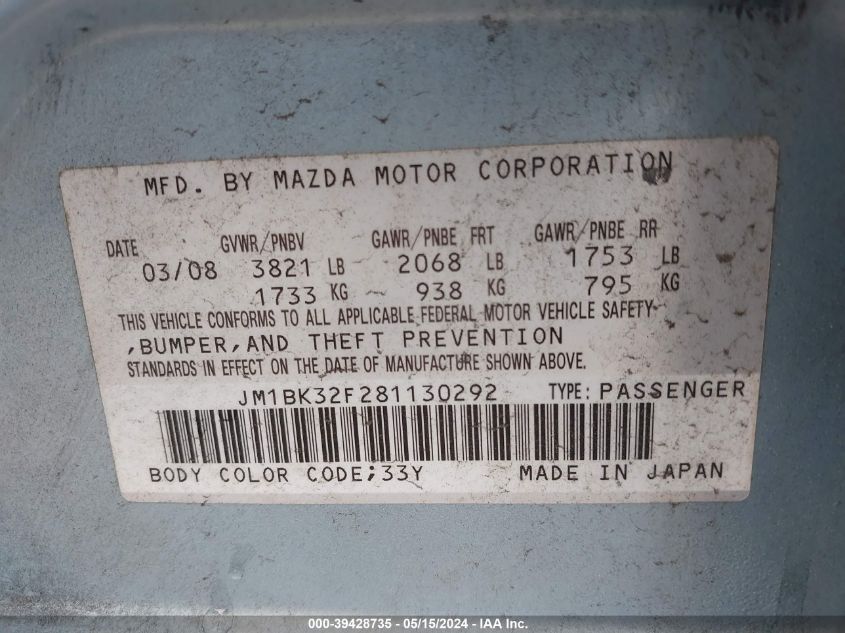 MFD. BY MAZDA MOTOR CORPORATION
DATE GVWR/PNBV GAWR/PNBE FRT GAWR/PNBE RR
03/08 3821 LB 2068 LB 1753 LB
1733 KG 938 KG 795 KG
THIS VEHICLE CONFORMS TO ALL APPLICABLE FEDERAL MOTOR VEHICLE SAFETY
,BUMPER,AND THEFT PREVENTION
STANDARDS IN EFFECT ON THE DATE OF MANUFACTURE SHOWN ABOVE.
JM1BK32F281130292 TYPE: PASSENGER
BODY COLOR CODE;33Y MADE IN JAPAN
000-39428735 - 05/15/2024 - IAA Inc.